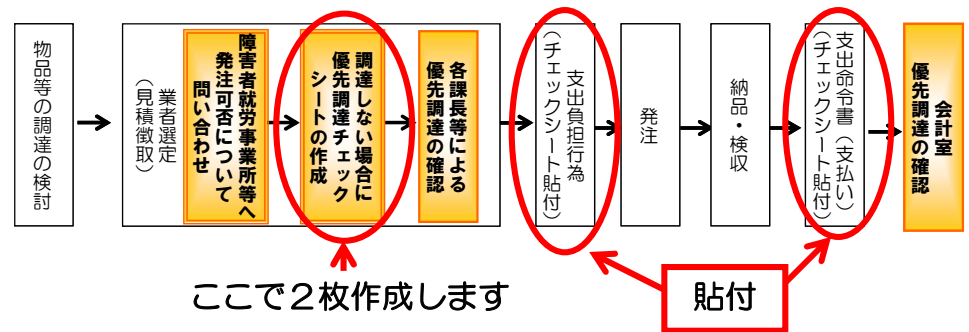 物品等の調達の検討
業者選定
（見積徴取）
障害者就労事業所等へ
発注可否について
問い合わせ
調達しない場合に
優先調達チェック
シートの作成
各課長等による
優先調達の確認
支出負担行為
（チェックシート貼付）
発注
納品・検収
支出命令書（支払い）
（チェックシート貼付）
会計室
優先調達の確認
ここで２枚作成します
貼付